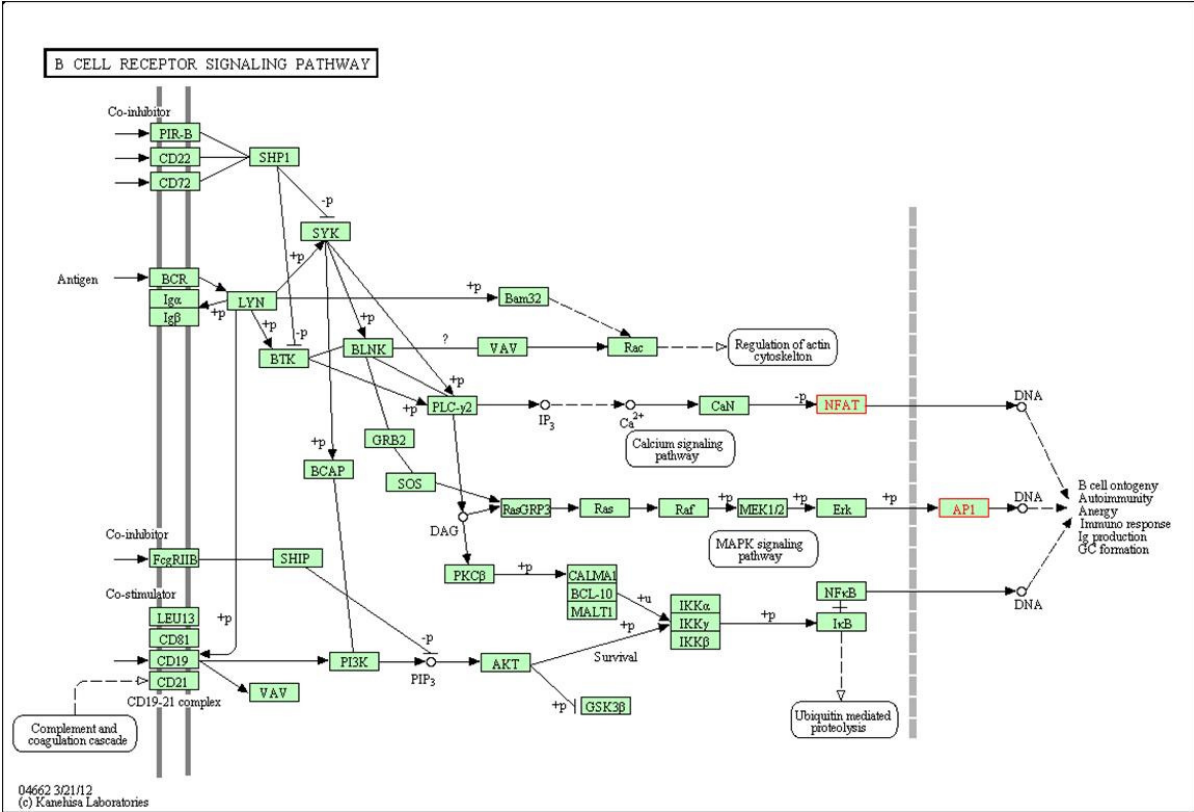 B CELL RECEPTOR SIGNALING PATHWAY
Co-inhibitor
PIR-B
CD22
CD72
SHP1
-p
SYK
+p
Antigen
BCR
Igα
Igβ
+p
LYN
+p
-p
BTK
+p
BLNK
+p
Bam32
?
VAV
Rac
Regulation of actin
cytoskelton
+p
+p
PLC-γ2
IP3
Ca2+
CaN
-p
NFAT
DNA
Calcium signaling
pathway
GRB2
+p
BCAP
SOS
DAG
RasGRP3
Ras
Raf
+p
MEK1/2
+p
Erk
+p
AP1
DNA
B cell ontogeny
Autoimmunity
Anergy
Immuno response
Ig production
GC formation
MAPK signaling
pathway
Co-inhibitor
FcgRIIB
SHIP
PKCβ
+p
CALMA1
BCL-10
MALT1
+u
+p
IKKα
IKKγ
IKKβ
+p
NFκB
IκB
DNA
Co-stimulator
LEU13
CD81
CD19
CD21
+p
CD19-21 complex
VAV
PI3K
-p
PIP3
AKT
Survival
+p
GSK3β
Ubiquitin mediated
proteolysis
Complement and
coagulation cascade
04662 3/21/12
(c) Kanehisa Laboratories